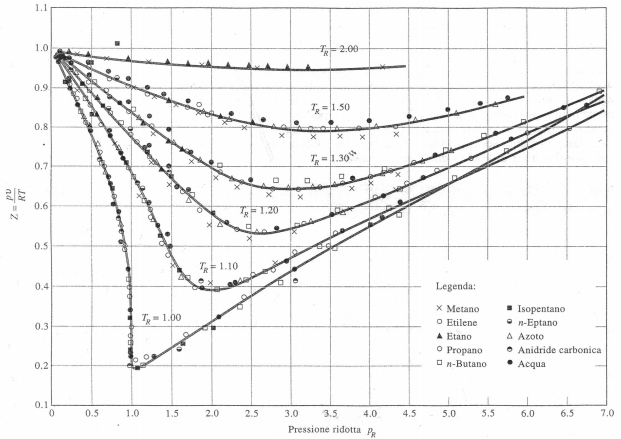 1.1
1.0
0.9
0.8
0.7
0.6
0.5
0.4
0.3
0.2
0.1
Z = pv/RT
T_R = 2.00
T_R = 1.50
T_R = 1.30
T_R = 1.20
T_R = 1.10
T_R = 1.00
Legenda:
× Metano
○ Etilene
▲ Etano
○ Propano
□ n-Butano
■ Isopentano
n-Eptano
△ Azoto
Anidride carbonica
● Acqua
0 0.5 1.0 1.5 2.0 2.5 3.0 3.5 4.0 4.5 5.0 5.5 6.0 6.5 7.0
Pressione ridotta p_R